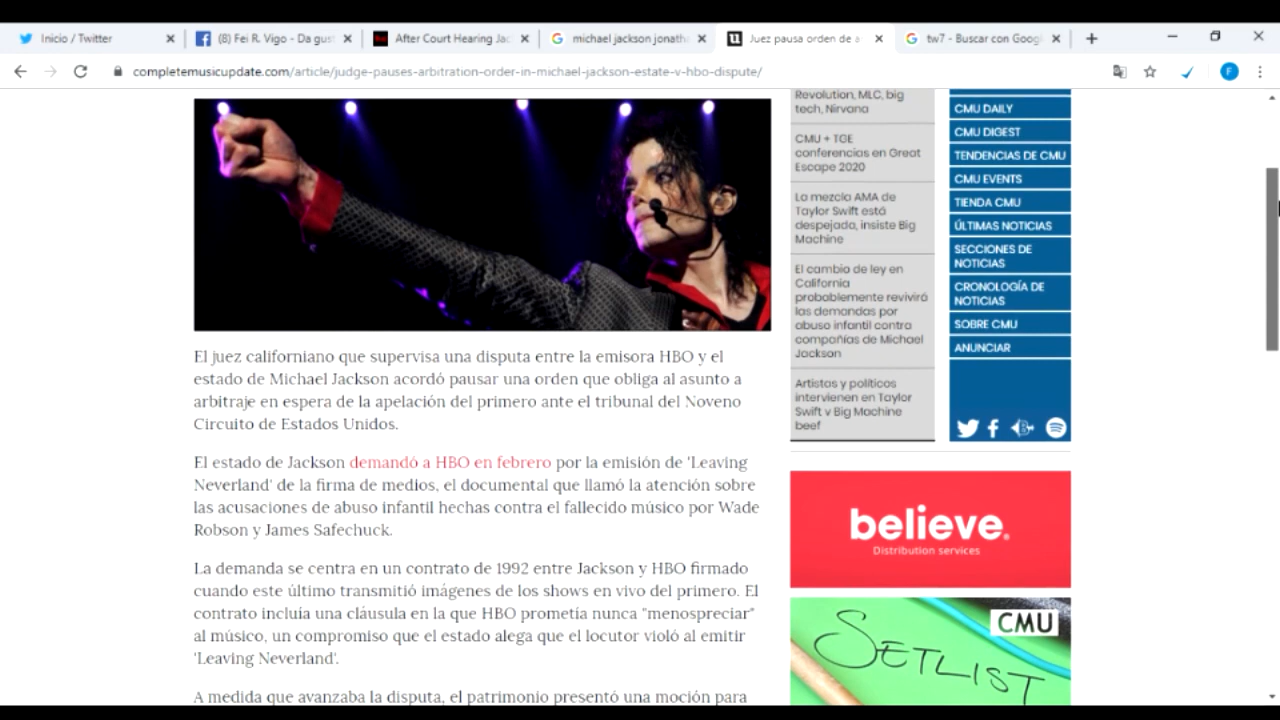 Inicio / Twitter
(8) Fei R. Vigo - Da gust
After Court Hearing Jac
michael jackson jonath
Juez pausa orden de a
tw7 - Buscar con Googl
completemusicupdate.com/article/judge-pauses-arbitration-order-in-michael-jackson-estate-v-hbo-dispute/
F
El juez californiano que supervisa una disputa entre la emisora HBO y el
estado de Michael Jackson acordó pausar una orden que obliga al asunto a
arbitraje en espera de la apelación del primero ante el tribunal del Noveno
Circuito de Estados Unidos.
El estado de Jackson demandó a HBO en febrero por la emisión de 'Leaving
Neverland' de la firma de medios, el documental que llamó la atención sobre
las acusaciones de abuso infantil hechas contra el fallecido músico por Wade
Robson y James Safechuck.
La demanda se centra en un contrato de 1992 entre Jackson y HBO firmado
cuando este último transmitió imágenes de los shows en vivo del primero. El
contrato incluía una cláusula en la que HBO prometía nunca "menospreciar"
al músico, un compromiso que el estado alega que el locutor violó al emitir
'Leaving Neverland'.
A medida que avanzaba la disputa, el patrimonio presentó una moción para
Revolution, MLC, big
tech, Nirvana
CMU + TGE
conferencias en Great
Escape 2020
La mezcla AMA de
Taylor Swift está
despejada, insiste Big
Machine
El cambio de ley en
California
probablemente revivirá
las demandas por
abuso infantil contra
compañías de Michael
Jackson
Artistas y políticos
intervienen en Taylor
Swift v Big Machine
beef
CMU DAILY
CMU DIGEST
TENDENCIAS DE CMU
CMU EVENTS
TIENDA CMU
ÚLTIMAS NOTICIAS
SECCIONES DE
NOTICIAS
CRONOLOGÍA DE
NOTICIAS
SOBRE CMU
ANUNCIAR
believe.
Distribution services
CMU
SETLIST